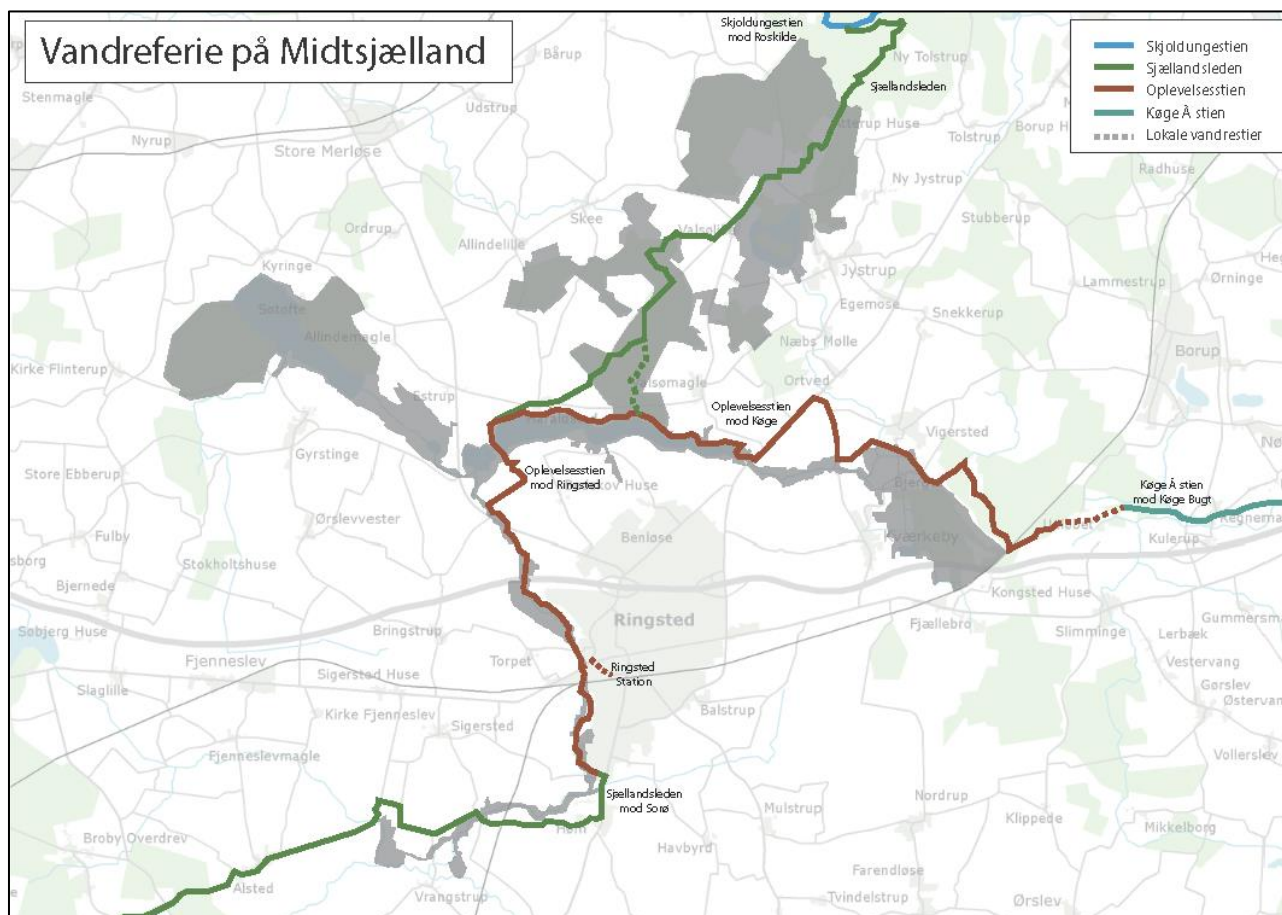 Vandreferie på Midtsjælland
Skjoldungestien
mod Roskilde
Skjoldungestien
Sjællandsleden
Oplevelsesstien
Køge Å stien
Lokale vandrestier
Bårup
Ny Tolstrup
Stenmagle
Udstrup
Sjællandsleden
Nyrup
Store Merløse
Tolstrup
Radhuse
Ny Jystrup
Skee
Stubberup
Ordrup
Allindelille
Kyringe
Jystrup
Lammestrup
Ørninge
Egemose
Snekkerup
Allindemagle
Næbs Mølle
Borup
Kirke Flinterup
Ortved
Estrup
Oplevelsesstien
mod Køge
Vigersted
Gyrstinge
Store Ebberup
Oplevelsesstien
mod Ringsted
Køge Å stien
mod Køge Bugt
Ørslevvester
Fulby
Benløse
Kværkeby
Kulerup
Stokholtshuse
Bjernede
Kongsted Huse
Søbjerg Huse
Bringstrup
Ringsted
Fjællebro
Slimminge
Lerbæk
Fjenneslev
Torpet
Ringsted
Station
Vestervang
Slaglille
Sigersted Huse
Gørslev
Kirke Fjenneslev
Balstrup
Sigersted
Vollerslev
Fjenneslevmagle
Sjællandsleden
mod Sorø
Nordrup
Mulstrup
Klippede
Mikkelborg
Broby Overdrev
Havbyrd
Farendløse
Alsted
Vrangstrup
Tvindelstrup
Ørslev